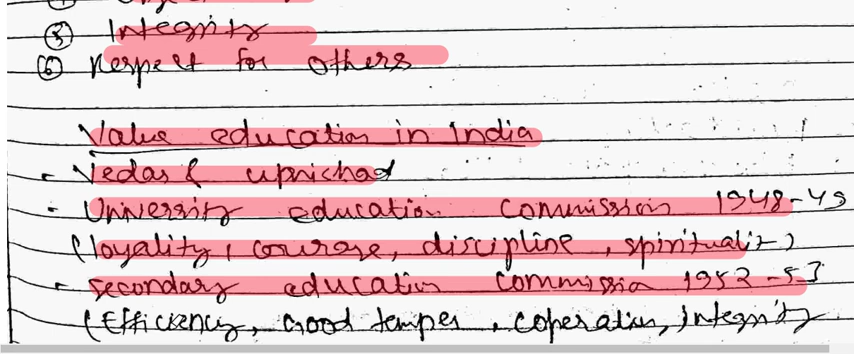 ⑤ Integrity
⑥ Respect for others
Value education in India
- Vedas & upnichad
- University education commission 1948-49
(loyality, courage, discipline, spirituality)
- secondary education commission 1952-53
(Efficiency, Good temper, coperation, Integrity